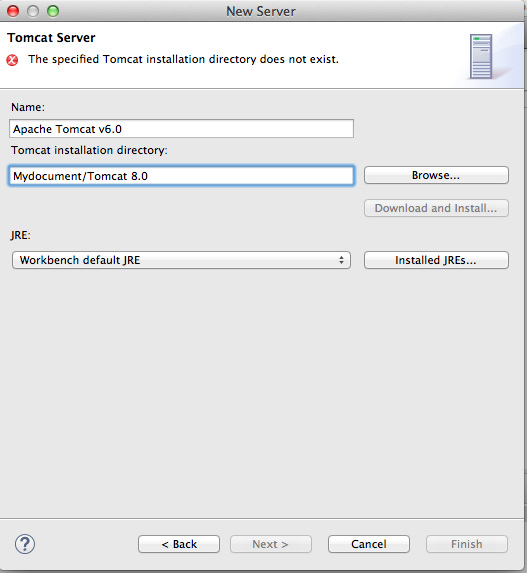 New Server
Tomcat Server
The specified Tomcat installation directory does not exist.
Name:
Apache Tomcat v6.0
Tomcat installation directory:
Mydocument/Tomcat 8.0
Browse...
Download and Install...
JRE:
Workbench default JRE
Installed JREs...
?
< Back
Next >
Cancel
Finish